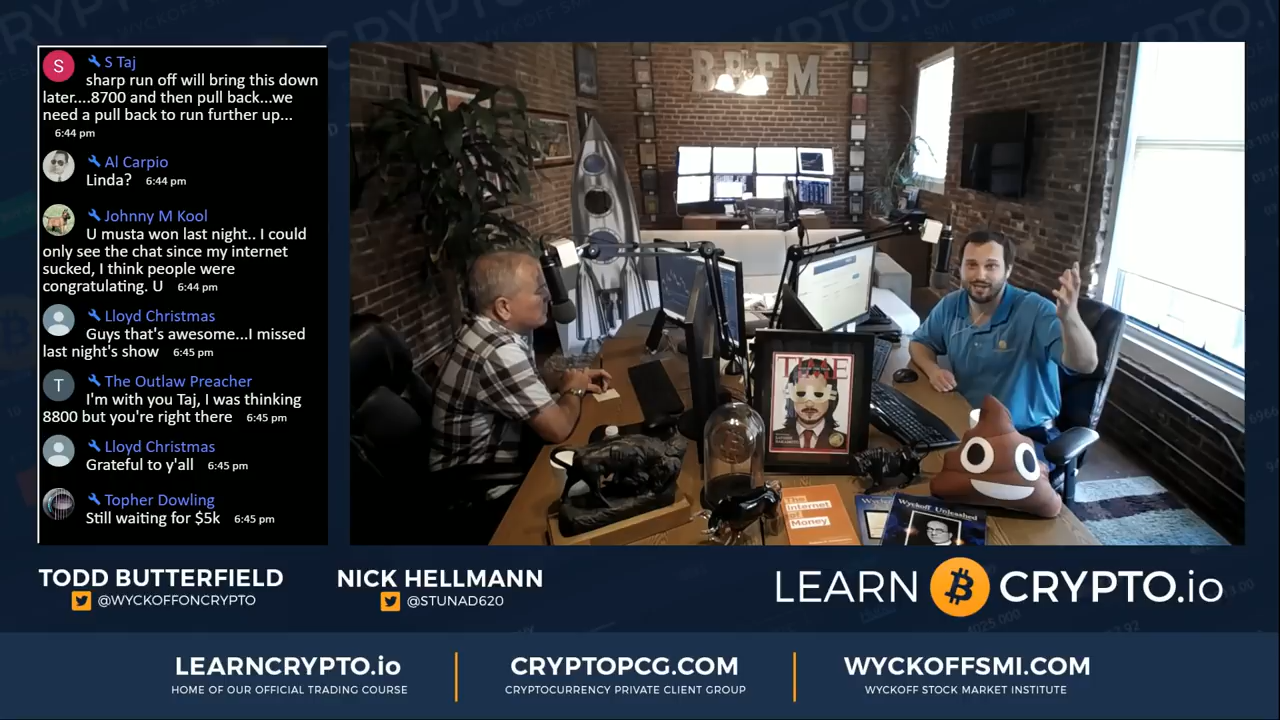 S Taj
sharp run off will bring this down
later....8700 and then pull back...we
need a pull back to run further up...
6:44 pm
Al Carpio
Linda? 6:44 pm
Johnny M Kool
U musta won last night.. I could
only see the chat since my internet
sucked, I think people were
congratulating. U 6:44 pm
Lloyd Christmas
Guys that's awesome...I missed
last night's show 6:45 pm
The Outlaw Preacher
I'm with you Taj, I was thinking
8800 but you're right there 6:45 pm
Lloyd Christmas
Grateful to y'all 6:45 pm
Topher Dowling
Still waiting for $5k 6:45 pm
S
T
TIME
The
Internet
of
Money
Wyckoff Unleashed
TODD BUTTERFIELD
@WYCKOFFONCRYPTO
NICK HELLMANN
@STUNAD620
LEARN CRYPTO.io
LEARNCRYPTO.io
HOME OF OUR OFFICIAL TRADING COURSE
CRYPTOPCG.COM
CRYPTOCURRENCY PRIVATE CLIENT GROUP
WYCKOFFSMI.COM
WYCKOFF STOCK MARKET INSTITUTE